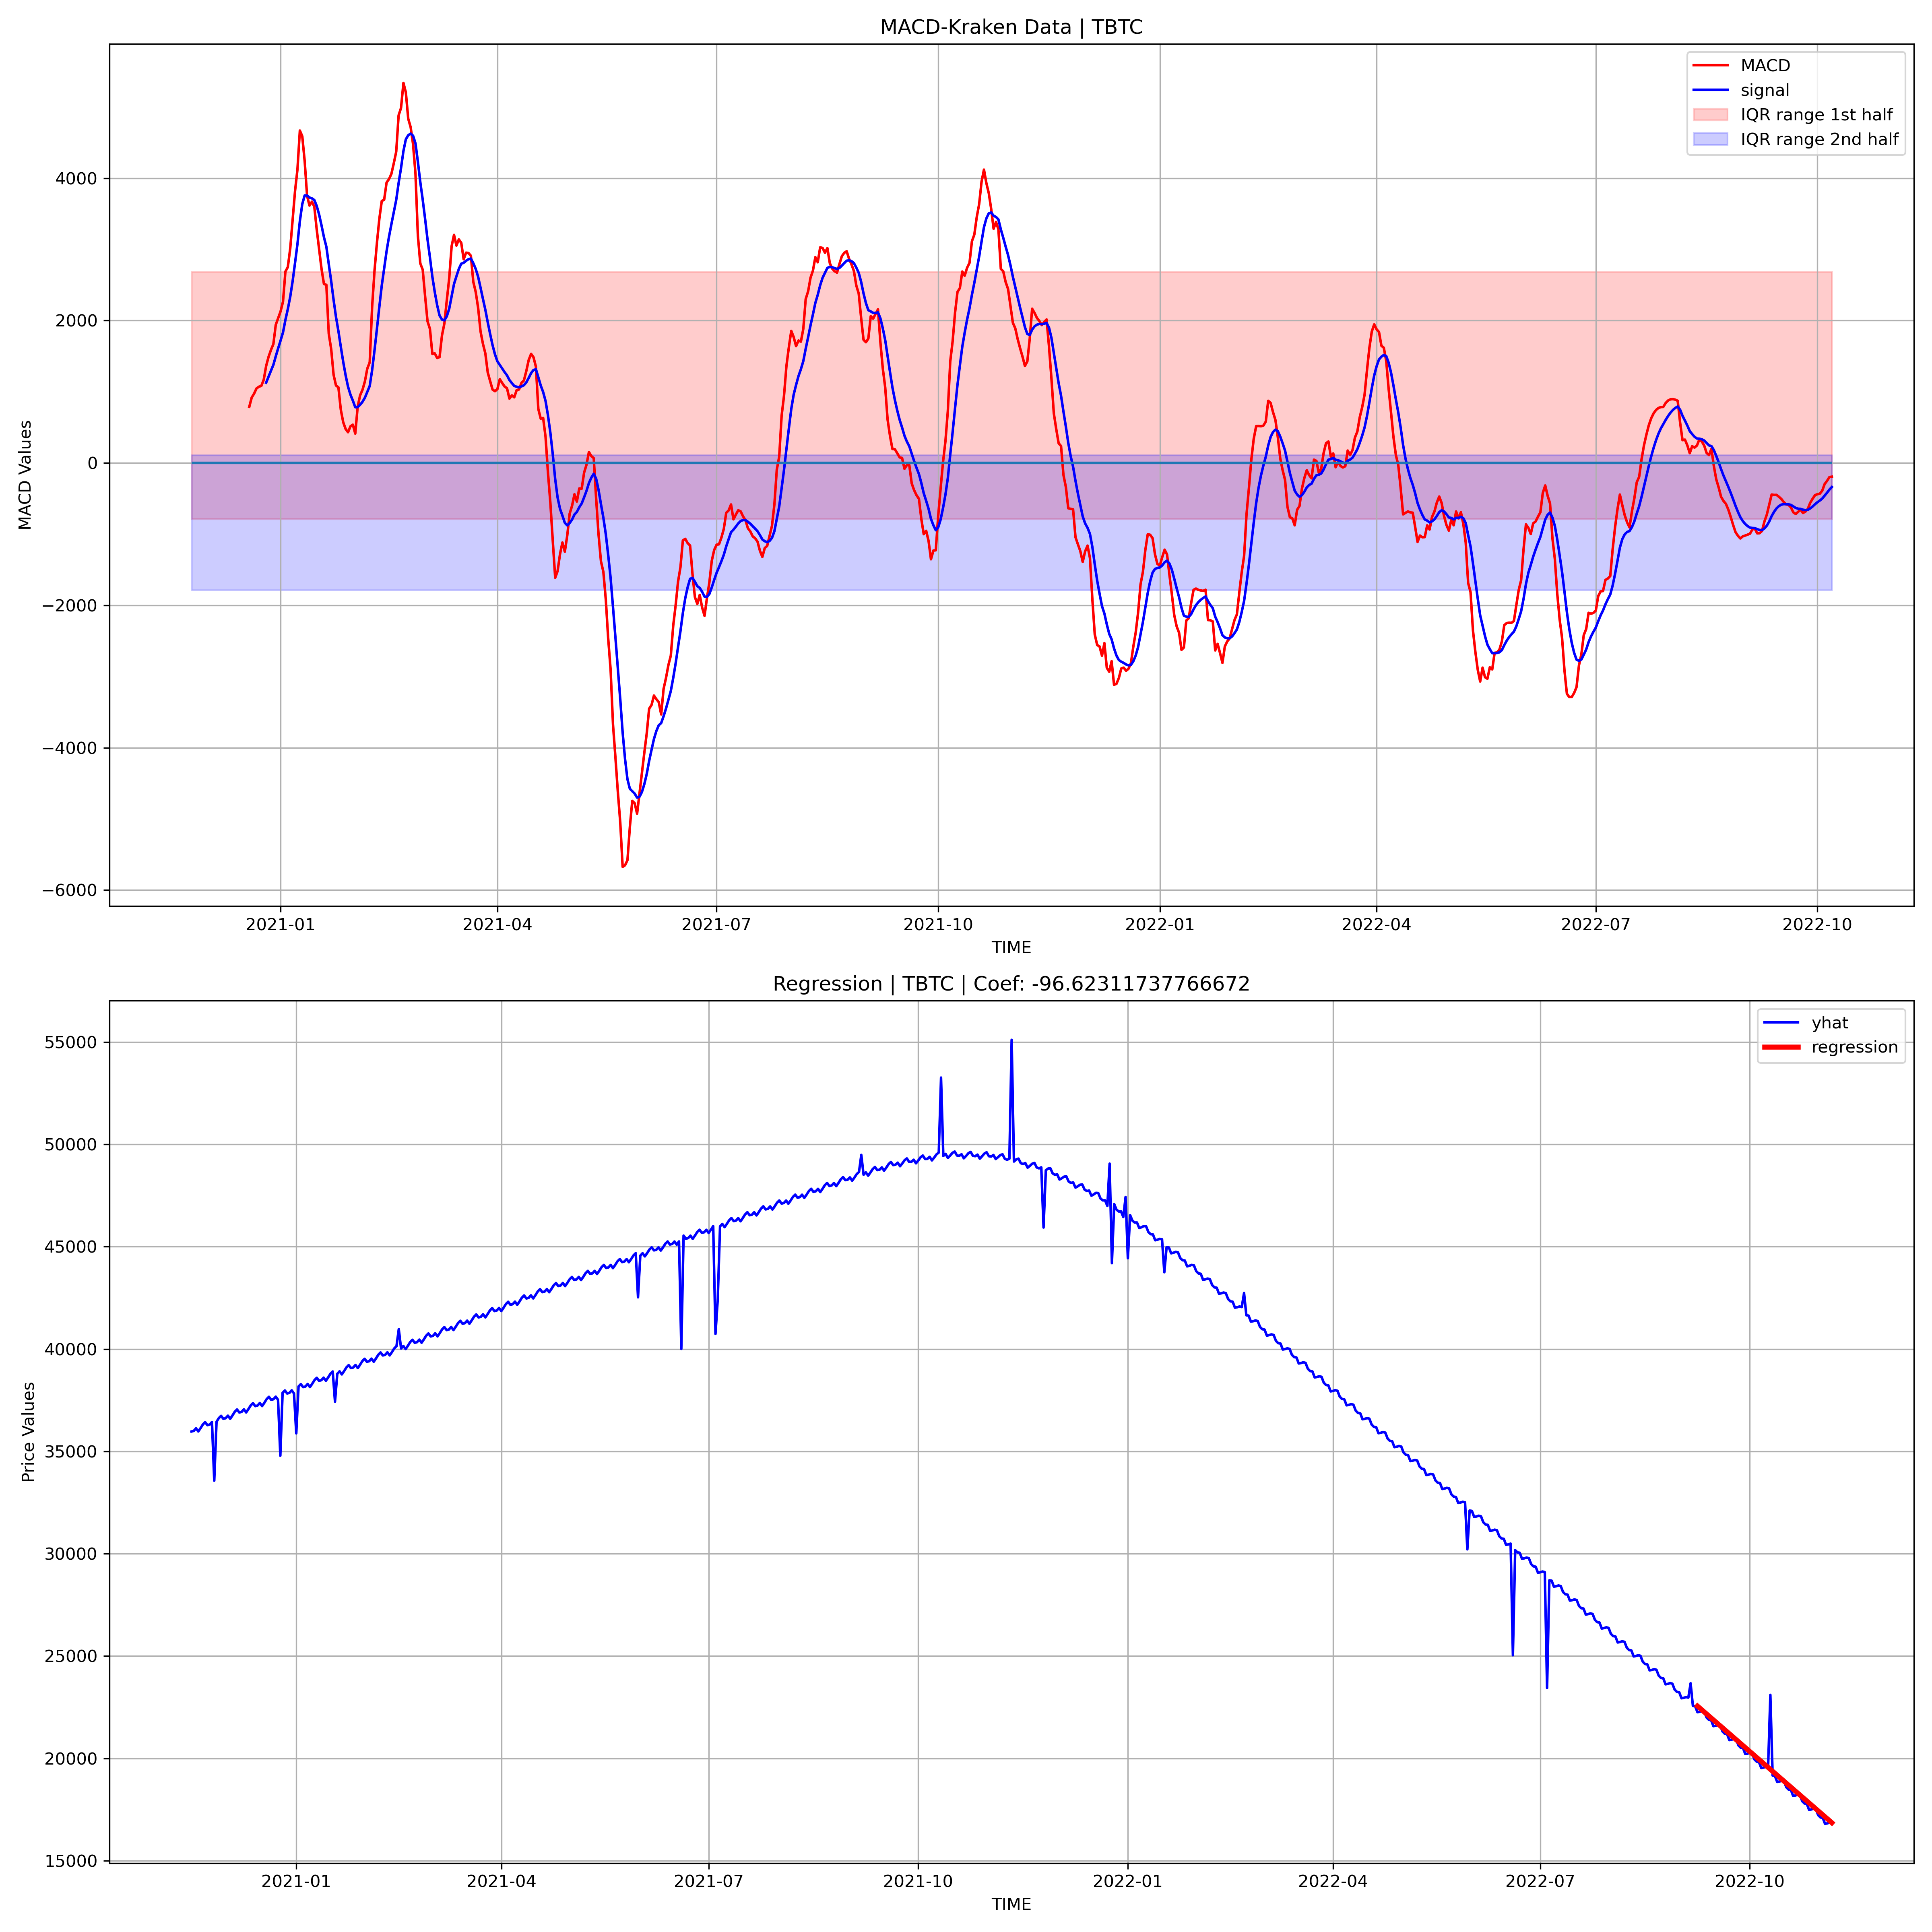 MACD-Kraken Data | TBTC
MACD
signal
IQR range 1st half
IQR range 2nd half
MACD Values
4000
2000
0
−2000
−4000
−6000
2021-01 2021-04 2021-07 2021-10 2022-01 2022-04 2022-07 2022-10
TIME
Regression | TBTC | Coef: -96.62311737766672
yhat
regression
Price Values
55000
50000
45000
40000
35000
30000
25000
20000
15000
2021-01 2021-04 2021-07 2021-10 2022-01 2022-04 2022-07 2022-10
TIME